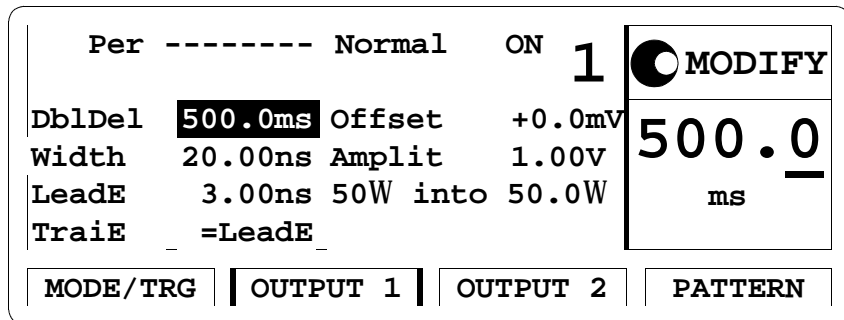 Per -------- Normal ON 1
MODIFY
DblDel 500.0ms Offset +0.0mV
500.0
Width 20.00ns Amplit 1.00V
LeadE 3.00ns 50W into 50.0W
ms
TraiE =LeadE
MODE/TRG OUTPUT 1 OUTPUT 2 PATTERN